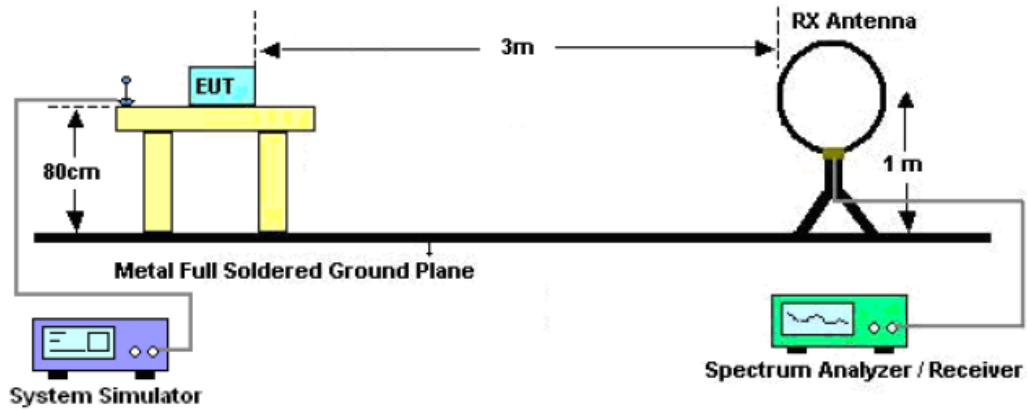 RX Antenna
3m
EUT
80cm
1 m
Metal Full Soldered Ground Plane
System Simulator
Spectrum Analyzer / Receiver